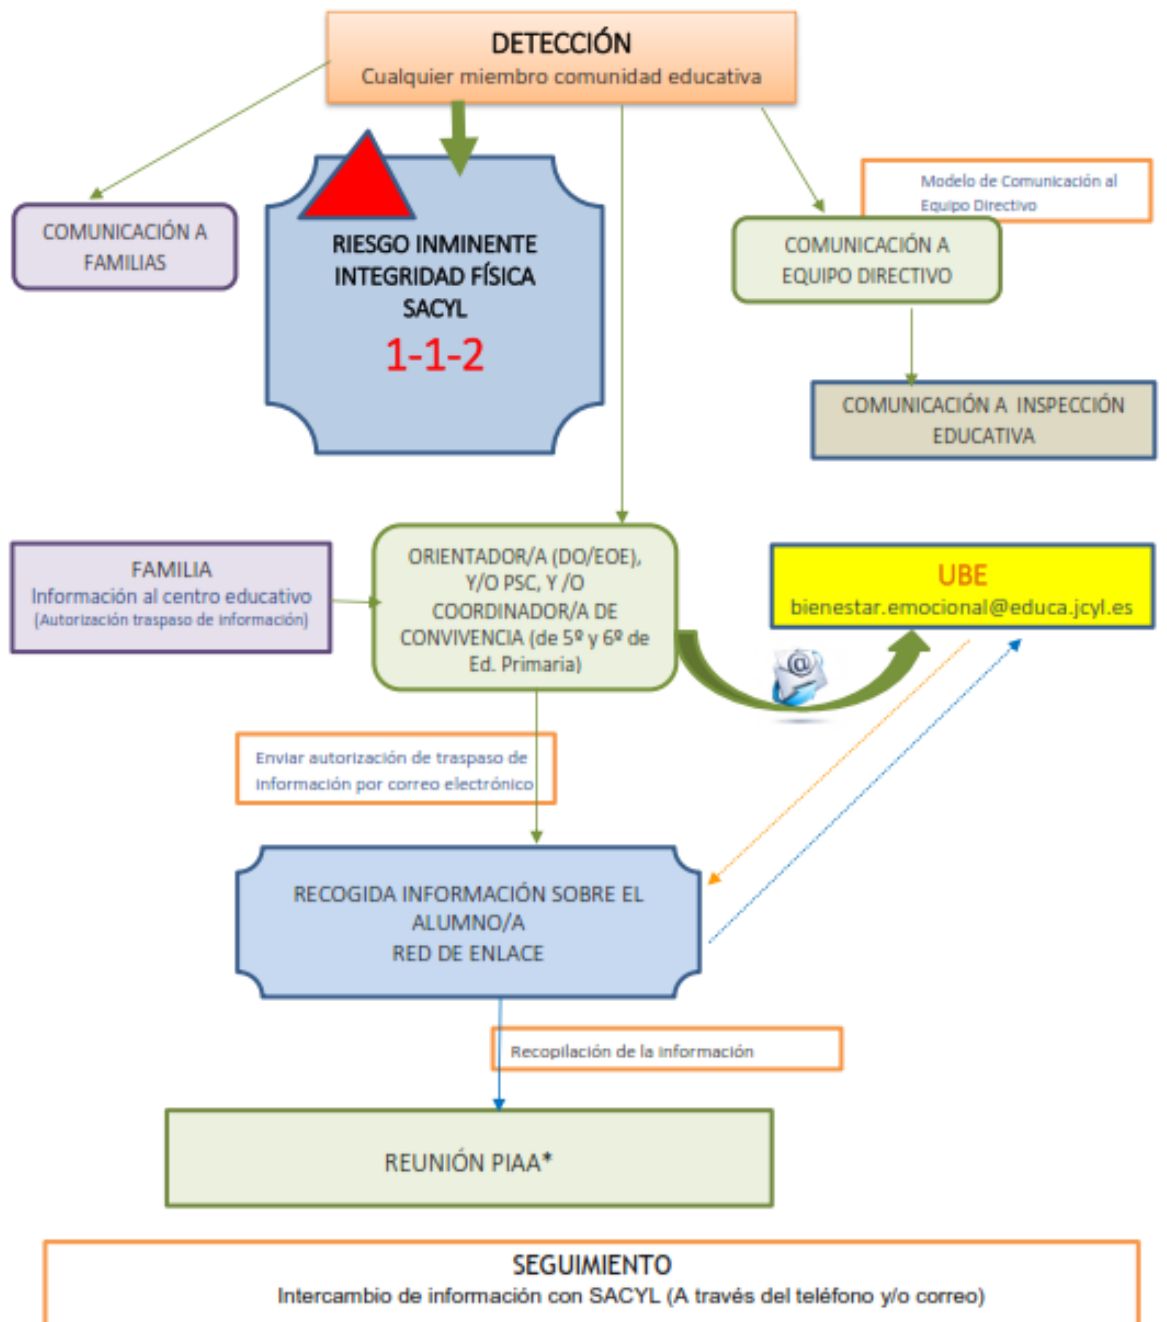 DETECCIÓN
Cualquier miembro comunidad educativa
Modelo de Comunicación al
Equipo Directivo
COMUNICACIÓN A
FAMILIAS
RIESGO INMINENTE
INTEGRIDAD FÍSICA
SACYL
1-1-2
COMUNICACIÓN A
EQUIPO DIRECTIVO
COMUNICACIÓN A INSPECCIÓN
EDUCATIVA
FAMILIA
Información al centro educativo
(Autorización traspaso de información)
ORIENTADOR/A (DO/EOE),
Y/O PSC, Y /O
COORDINADOR/A DE
CONVIVENCIA (de 5º y 6º de
Ed. Primaria)
UBE
bienestar.emocional@educa.jcyl.es
@
Enviar autorización de traspaso de
información por correo electrónico
RECOGIDA INFORMACIÓN SOBRE EL
ALUMNO/A
RED DE ENLACE
Recopilación de la información
REUNIÓN PIAA*
SEGUIMIENTO
Intercambio de información con SACYL (A través del teléfono y/o correo)